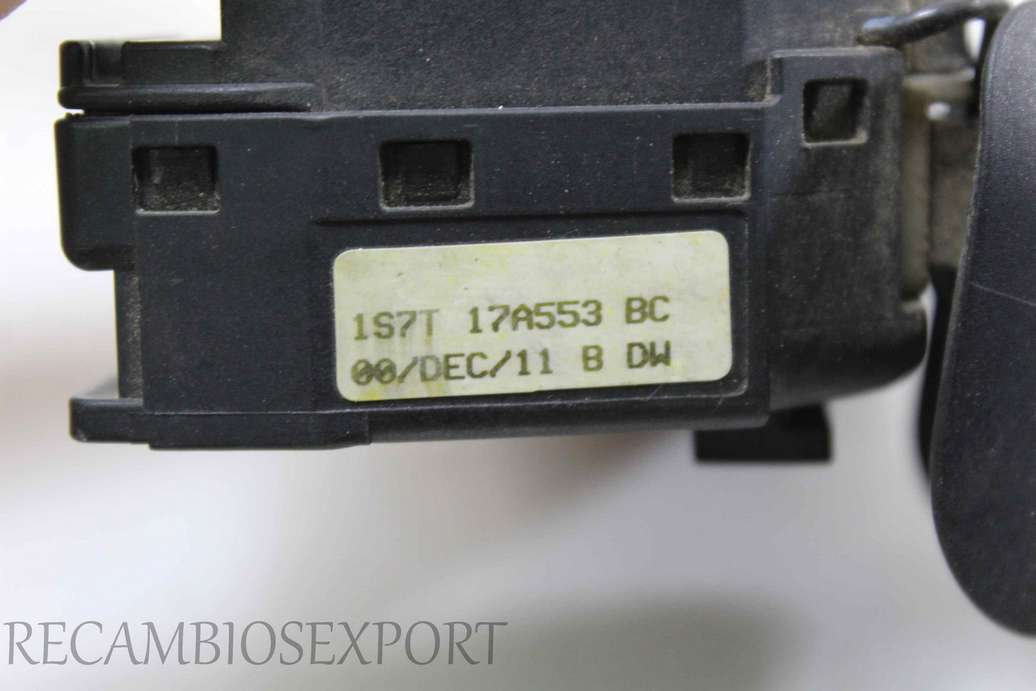 1S7T 17A553 BC
00/DEC/11 B DW
RECAMBIOSEXPORT